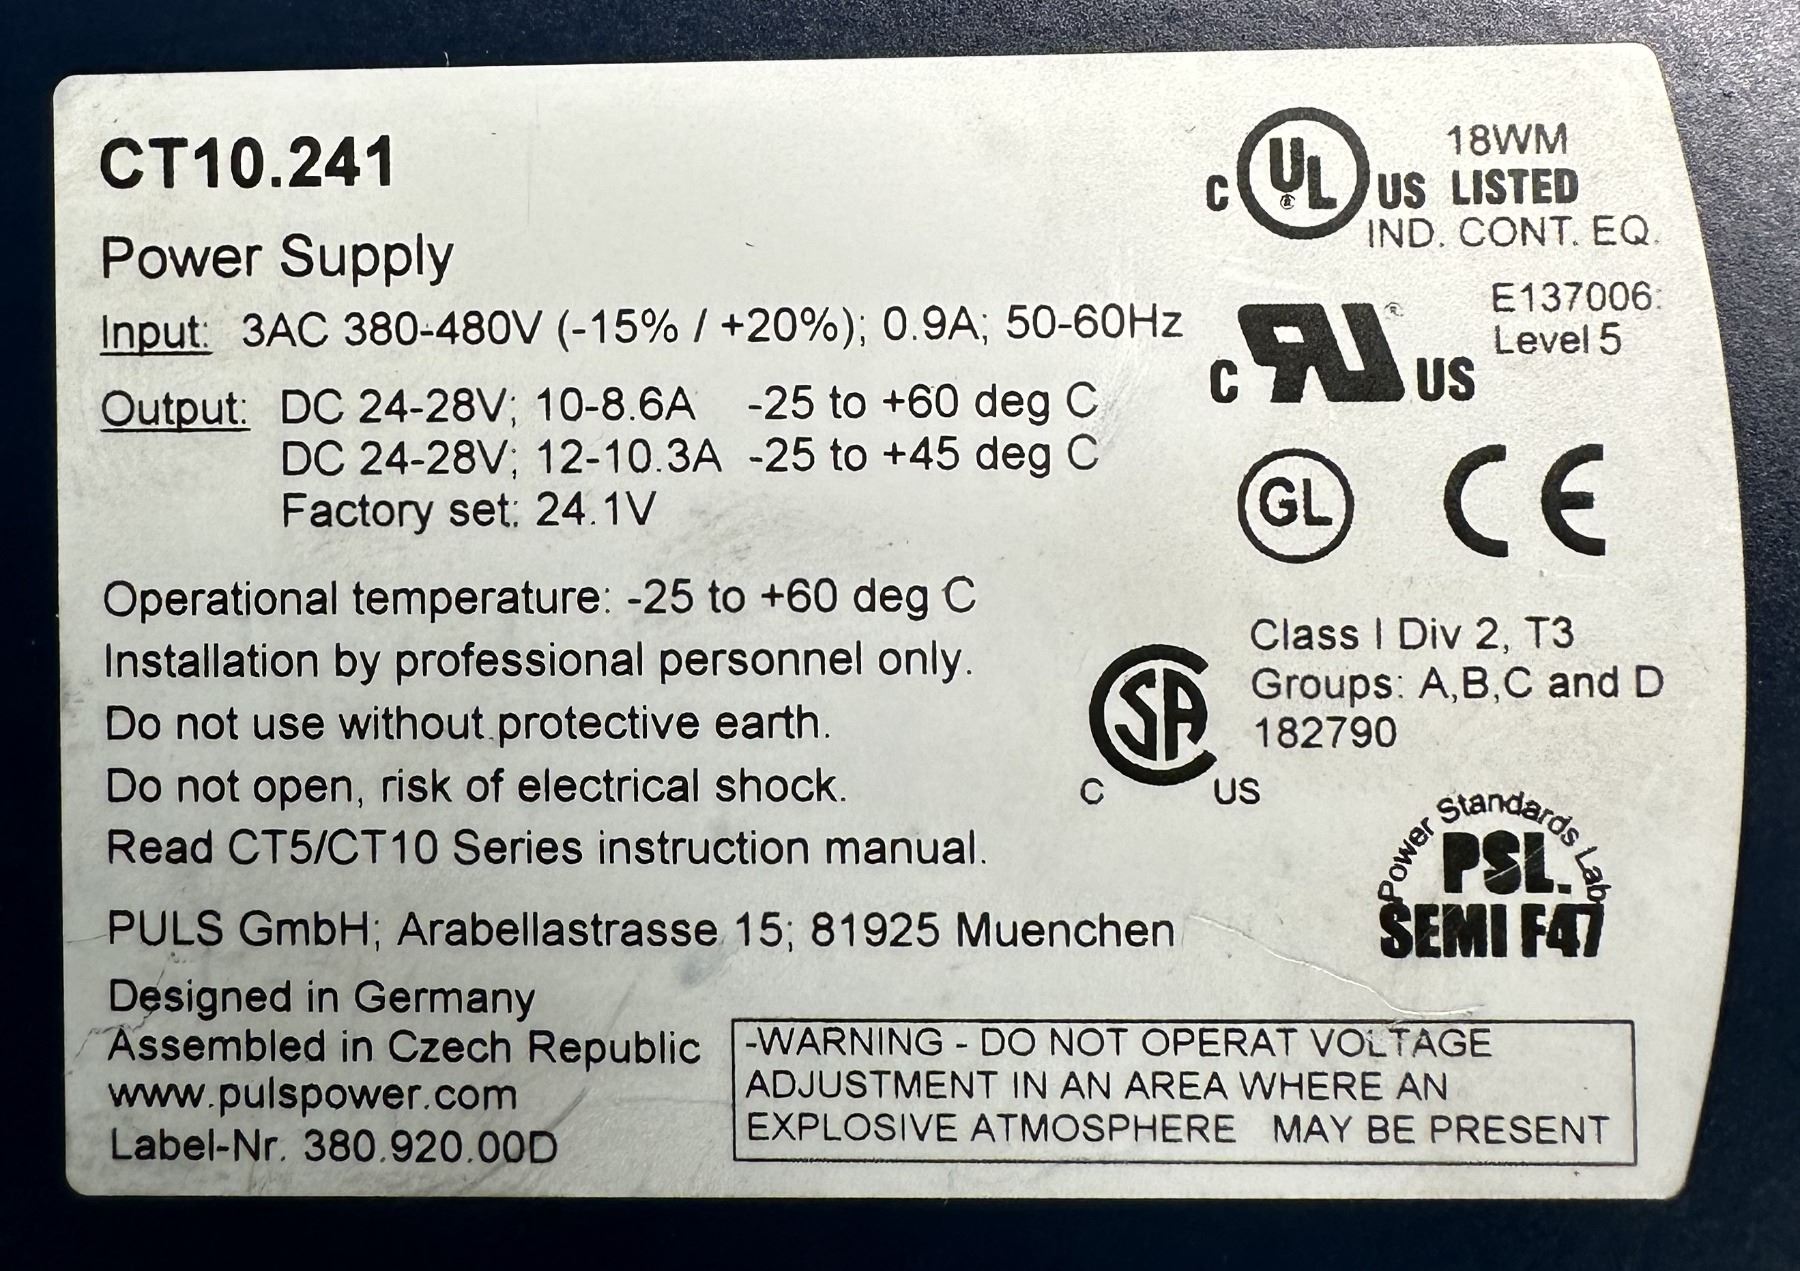 CT10.241
Power Supply
Input: 3AC 380-480V (-15% / +20%); 0.9A; 50-60Hz
Output: DC 24-28V; 10-8.6A -25 to +60 deg C
DC 24-28V; 12-10.3A -25 to +45 deg C
Factory set: 24.1V
Operational temperature: -25 to +60 deg C
Installation by professional personnel only.
Do not use without protective earth.
Do not open, risk of electrical shock.
Read CT5/CT10 Series instruction manual.
PULS GmbH; Arabellastrasse 15; 81925 Muenchen
Designed in Germany
Assembled in Czech Republic
www.pulspower.com
Label-Nr. 380.920.00D
C UL ® US 18WM
LISTED
IND. CONT. EQ.
C RU ® US E137006:
Level 5
GL CE
C SA US Class I Div 2, T3
Groups: A,B,C and D
182790
Power Standards Lab
PSL.
SEMI F47
-WARNING - DO NOT OPERAT VOLTAGE
ADJUSTMENT IN AN AREA WHERE AN
EXPLOSIVE ATMOSPHERE MAY BE PRESENT